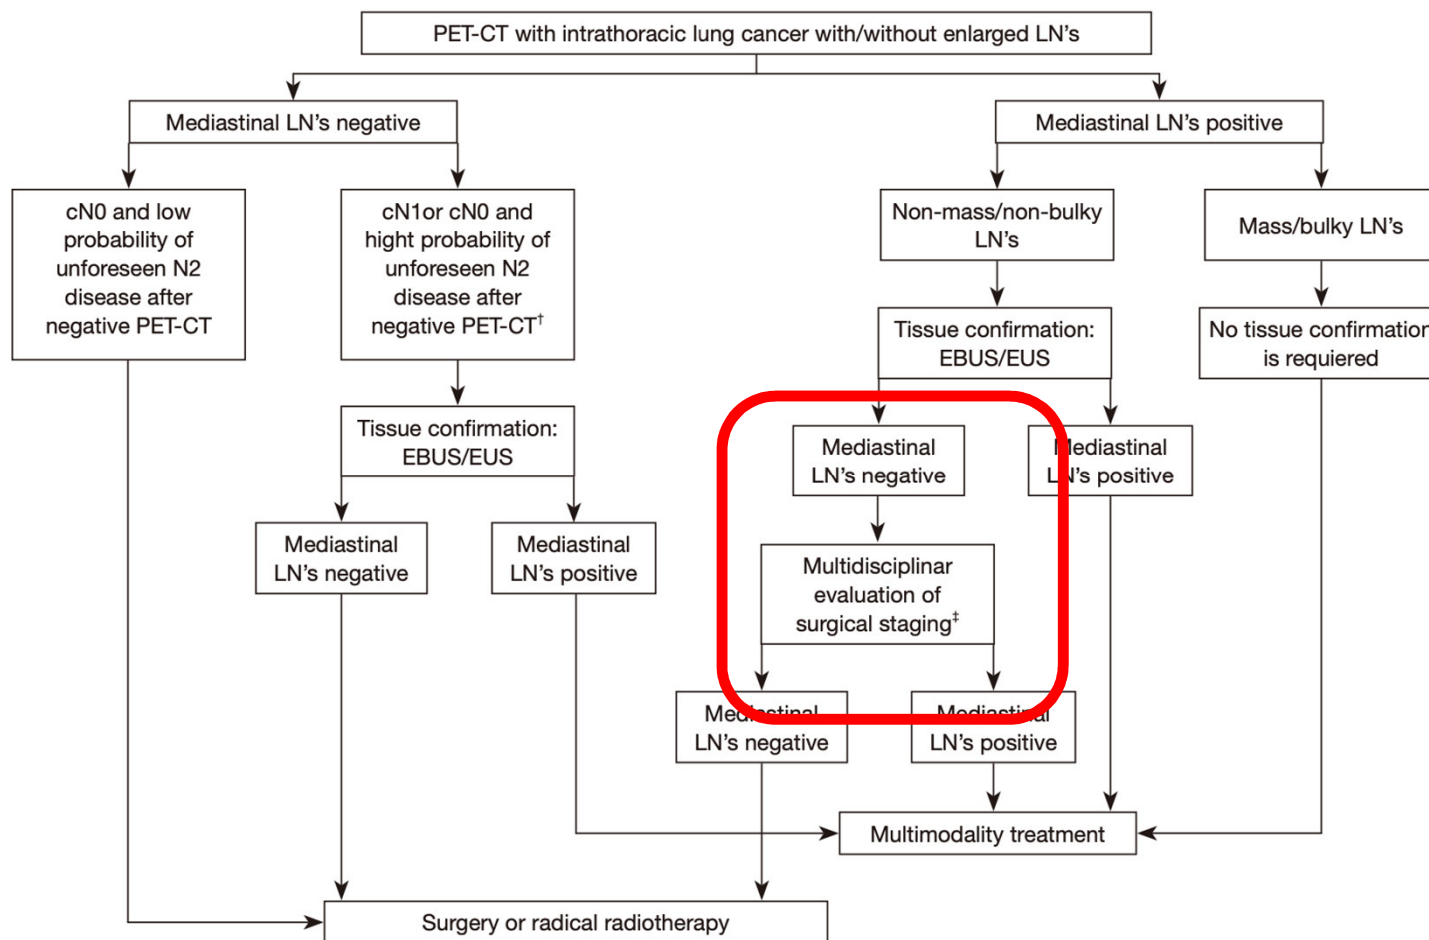 PET-CT with intrathoracic lung cancer with/without enlarged LN's
Mediastinal LN's negative
Mediastinal LN's positive
cN0 and low
probability of
unforeseen N2
disease after
negative PET-CT
cN1or cN0 and
hight probability of
unforeseen N2
disease after
negative PET-CT†
Non-mass/non-bulky
LN's
Mass/bulky LN's
Tissue confirmation:
EBUS/EUS
No tissue confirmation
is requiered
Tissue confirmation:
EBUS/EUS
Mediastinal
LN's negative
Mediastinal
LN's positive
Mediastinal
LN's negative
Mediastinal
LN's positive
Multidisciplinar
evaluation of
surgical staging‡
Mediastinal
LN's negative
Mediastinal
LN's positive
Multimodality treatment
Surgery or radical radiotherapy